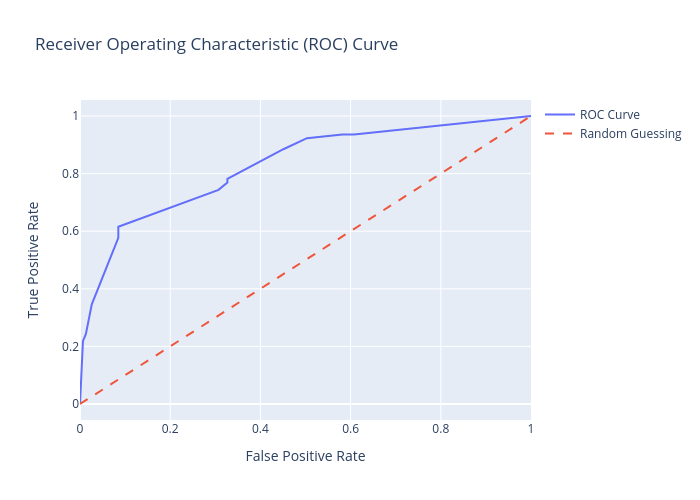 Receiver Operating Characteristic (ROC) Curve
ROC Curve
Random Guessing
True Positive Rate
1
0.8
0.6
0.4
0.2
0
0 0.2 0.4 0.6 0.8 1
False Positive Rate